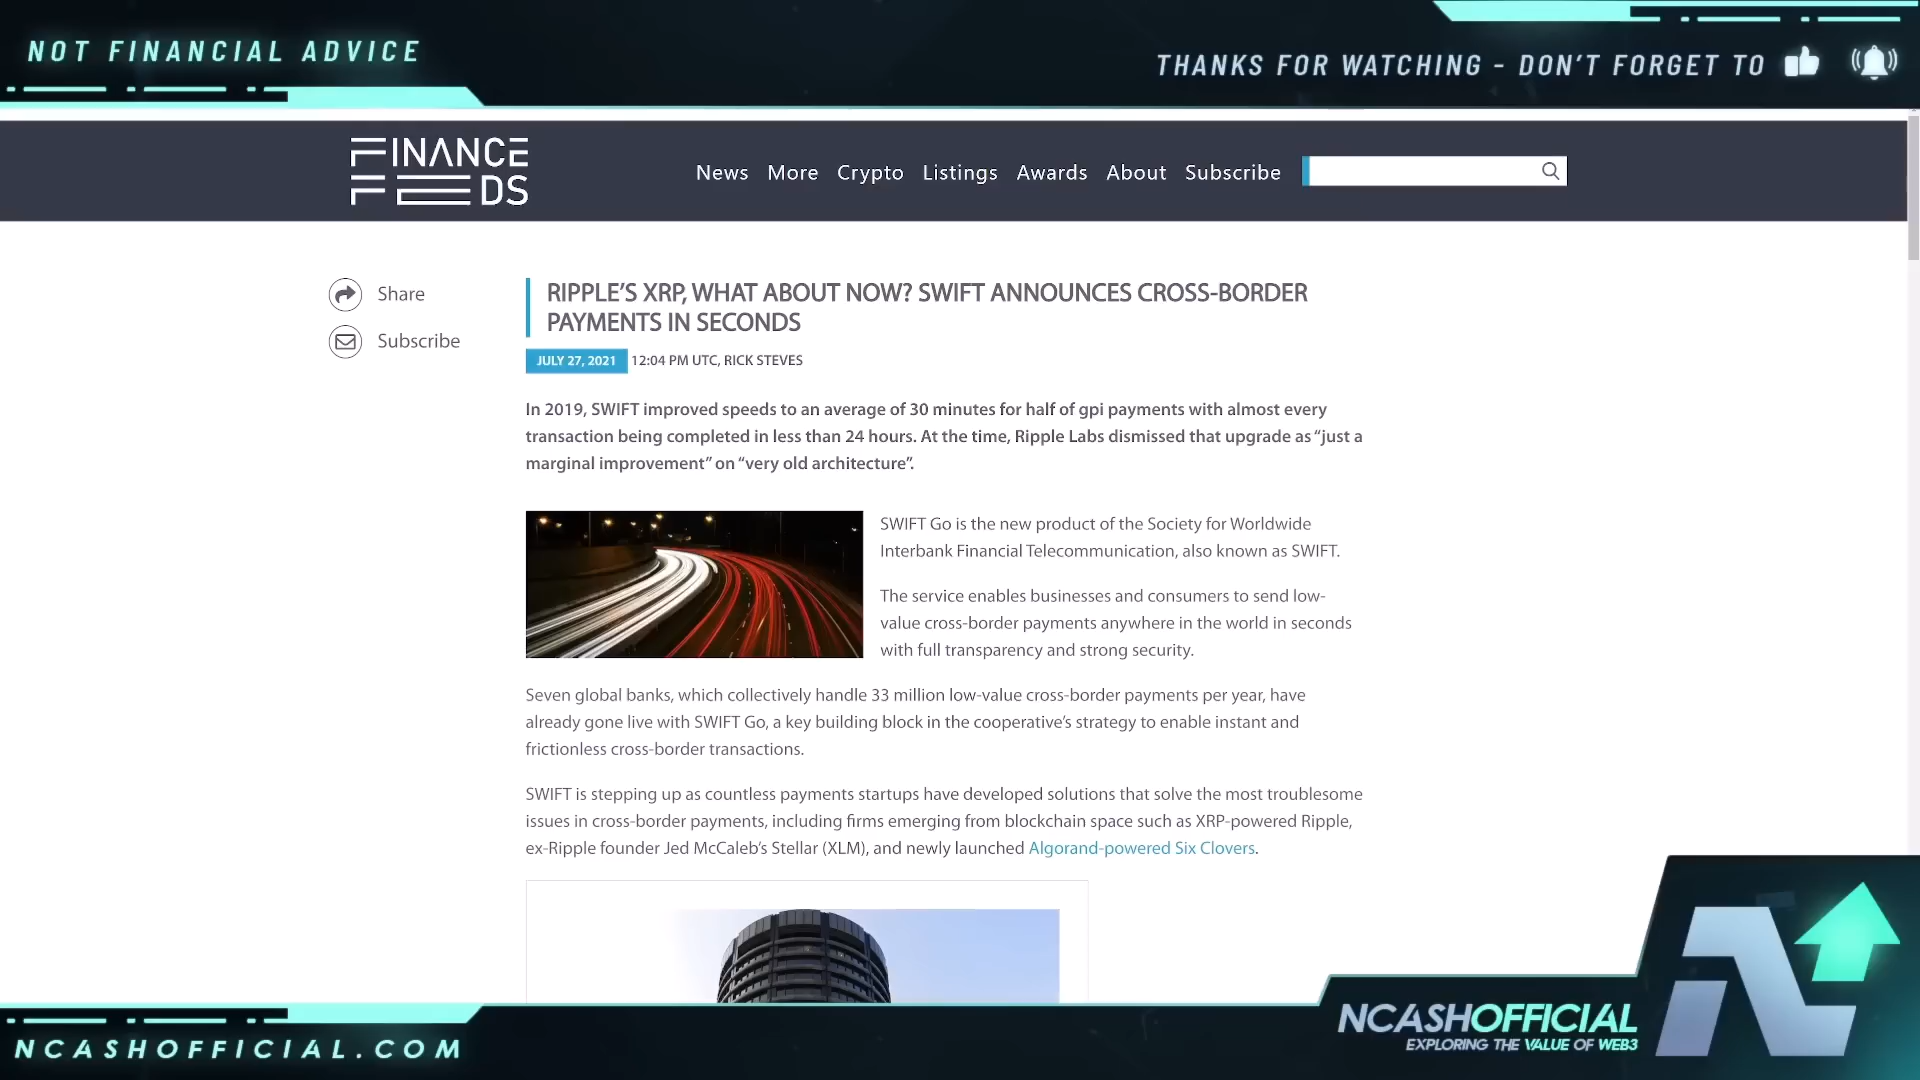 NOT FINANCIAL ADVICE
THANKS FOR WATCHING - DON'T FORGET TO
FINANCE
FEEDS
News More Crypto Listings Awards About Subscribe
Share
Subscribe
RIPPLE’S XRP, WHAT ABOUT NOW? SWIFT ANNOUNCES CROSS-BORDER
PAYMENTS IN SECONDS
JULY 27, 2021 12:04 PM UTC, RICK STEVES
In 2019, SWIFT improved speeds to an average of 30 minutes for half of gpi payments with almost every
transaction being completed in less than 24 hours. At the time, Ripple Labs dismissed that upgrade as “just a
marginal improvement” on “very old architecture”.
SWIFT Go is the new product of the Society for Worldwide
Interbank Financial Telecommunication, also known as SWIFT.
The service enables businesses and consumers to send low-
value cross-border payments anywhere in the world in seconds
with full transparency and strong security.
Seven global banks, which collectively handle 33 million low-value cross-border payments per year, have
already gone live with SWIFT Go, a key building block in the cooperative’s strategy to enable instant and
frictionless cross-border transactions.
SWIFT is stepping up as countless payments startups have developed solutions that solve the most troublesome
issues in cross-border payments, including firms emerging from blockchain space such as XRP-powered Ripple,
ex-Ripple founder Jed McCaleb’s Stellar (XLM), and newly launched Algorand-powered Six Clovers.
NCASHOFFICIAL.COM
NCASHOFFICIAL
EXPLORING THE VALUE OF WEB3